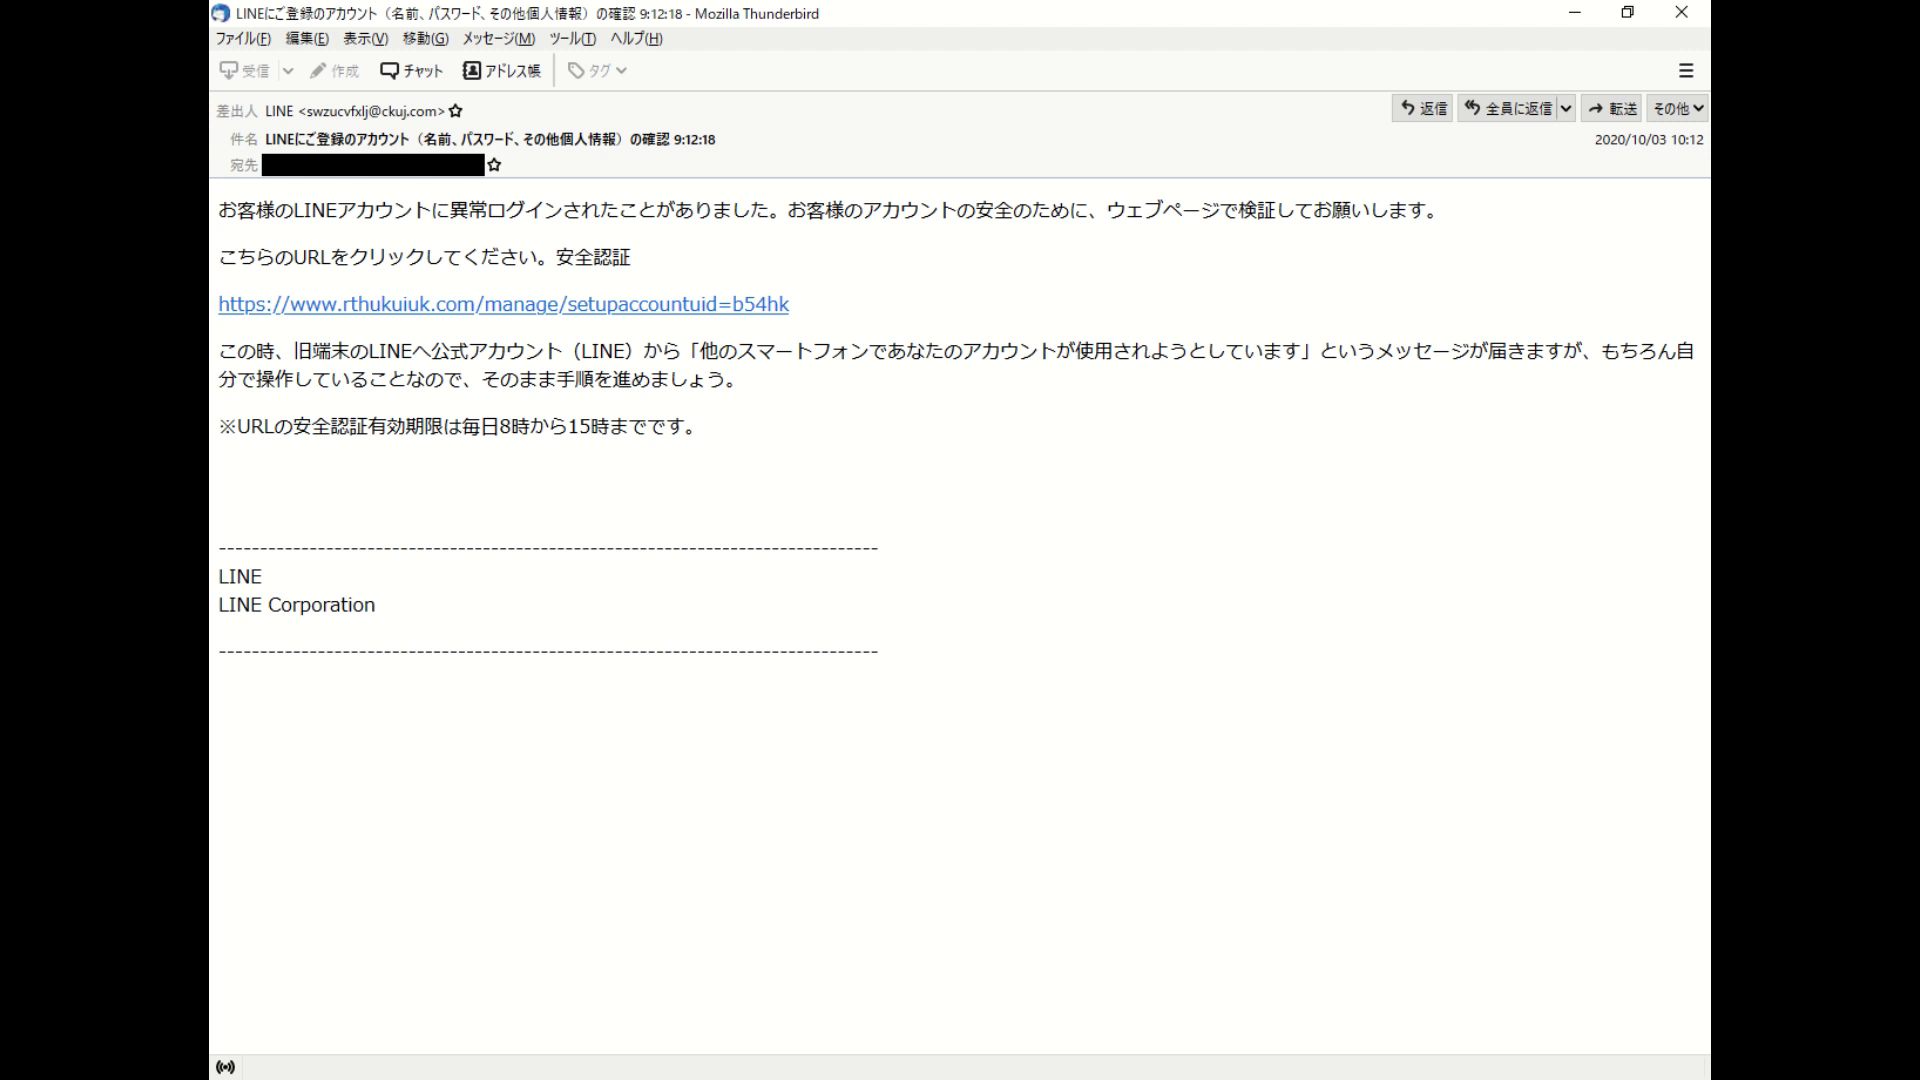 LINEにご登録のアカウント（名前、パスワード、その他個人情報）の確認 9:12:18 - Mozilla Thunderbird
ファイル(F) 編集(E) 表示(V) 移動(G) メッセージ(M) ツール(T) ヘルプ(H)
受信 作成 チャット アドレス帳 タグ
差出人 LINE <swzucvfxlj@ckuj.com> 返信 全員に返信 転送 その他
件名 LINEにご登録のアカウント（名前、パスワード、その他個人情報）の確認 9:12:18 2020/10/03 10:12
宛先
お客様のLINEアカウントに異常ログインされたことがありました。お客様のアカウントの安全のために、ウェブページで検証してお願いします。
こちらのURLをクリックしてください。安全認証
https://www.rthukuiuk.com/manage/setupaccountuid=b54hk
この時、旧端末のLINEへ公式アカウント（LINE）から「他のスマートフォンであなたのアカウントが使用されようとしています」というメッセージが届きますが、もちろん自
分で操作していることなので、そのまま手順を進めましょう。
※URLの安全認証有効期限は毎日8時から15時までです。
--------------------------------------------------------------------------------
LINE
LINE Corporation
--------------------------------------------------------------------------------